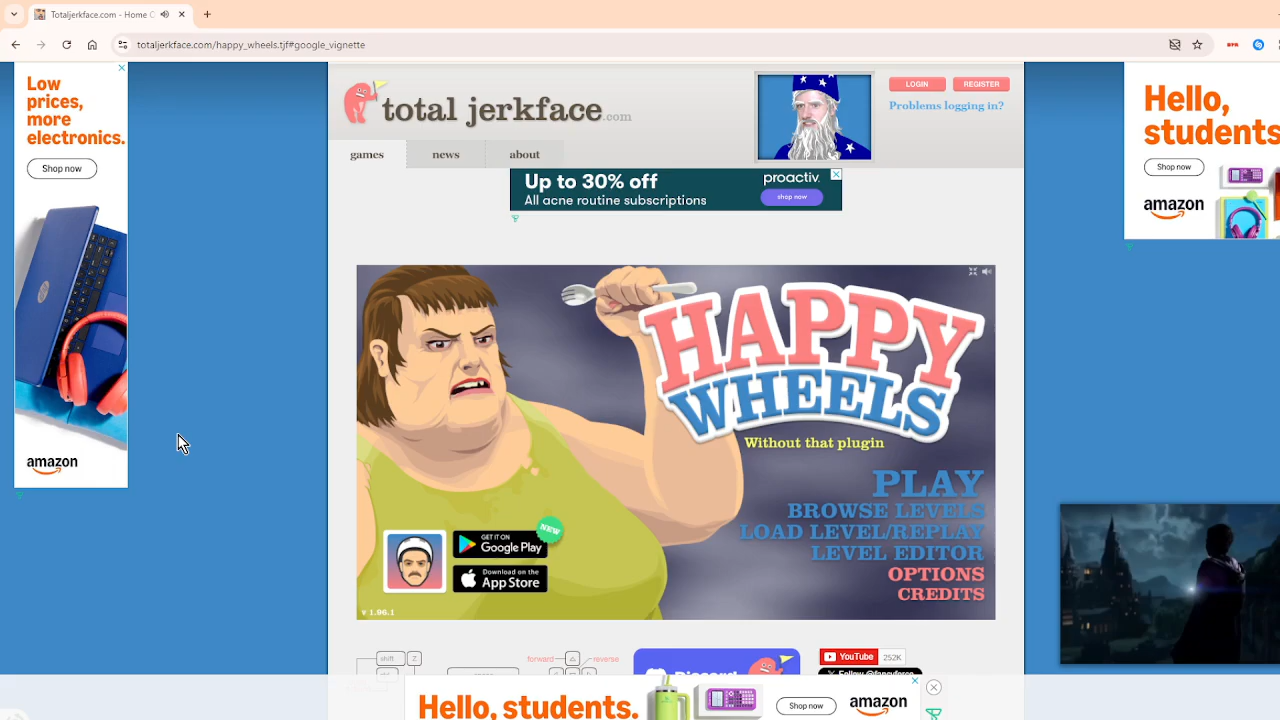 Totaljerkface.com - Home O
totaljerkface.com/happy_wheels.tjf#google_vignette
Low
prices,
more
electronics.
Shop now
amazon
total jerkface.com
LOGIN
REGISTER
Problems logging in?
games
news
about
Up to 30% off
All acne routine subscriptions
proactiv.
shop now
Hello,
students
Shop now
amazon
HAPPY
WHEELS
Without that plugin
PLAY
BROWSE LEVELS
LOAD LEVEL/REPLAY
LEVEL EDITOR
OPTIONS
CREDITS
NEW
GET IT ON
Google Play
Download on the
App Store
v 1.96.1
shift
Z
forward
reverse
Discord
YouTube
252K
Hello, students.
Shop now
amazon